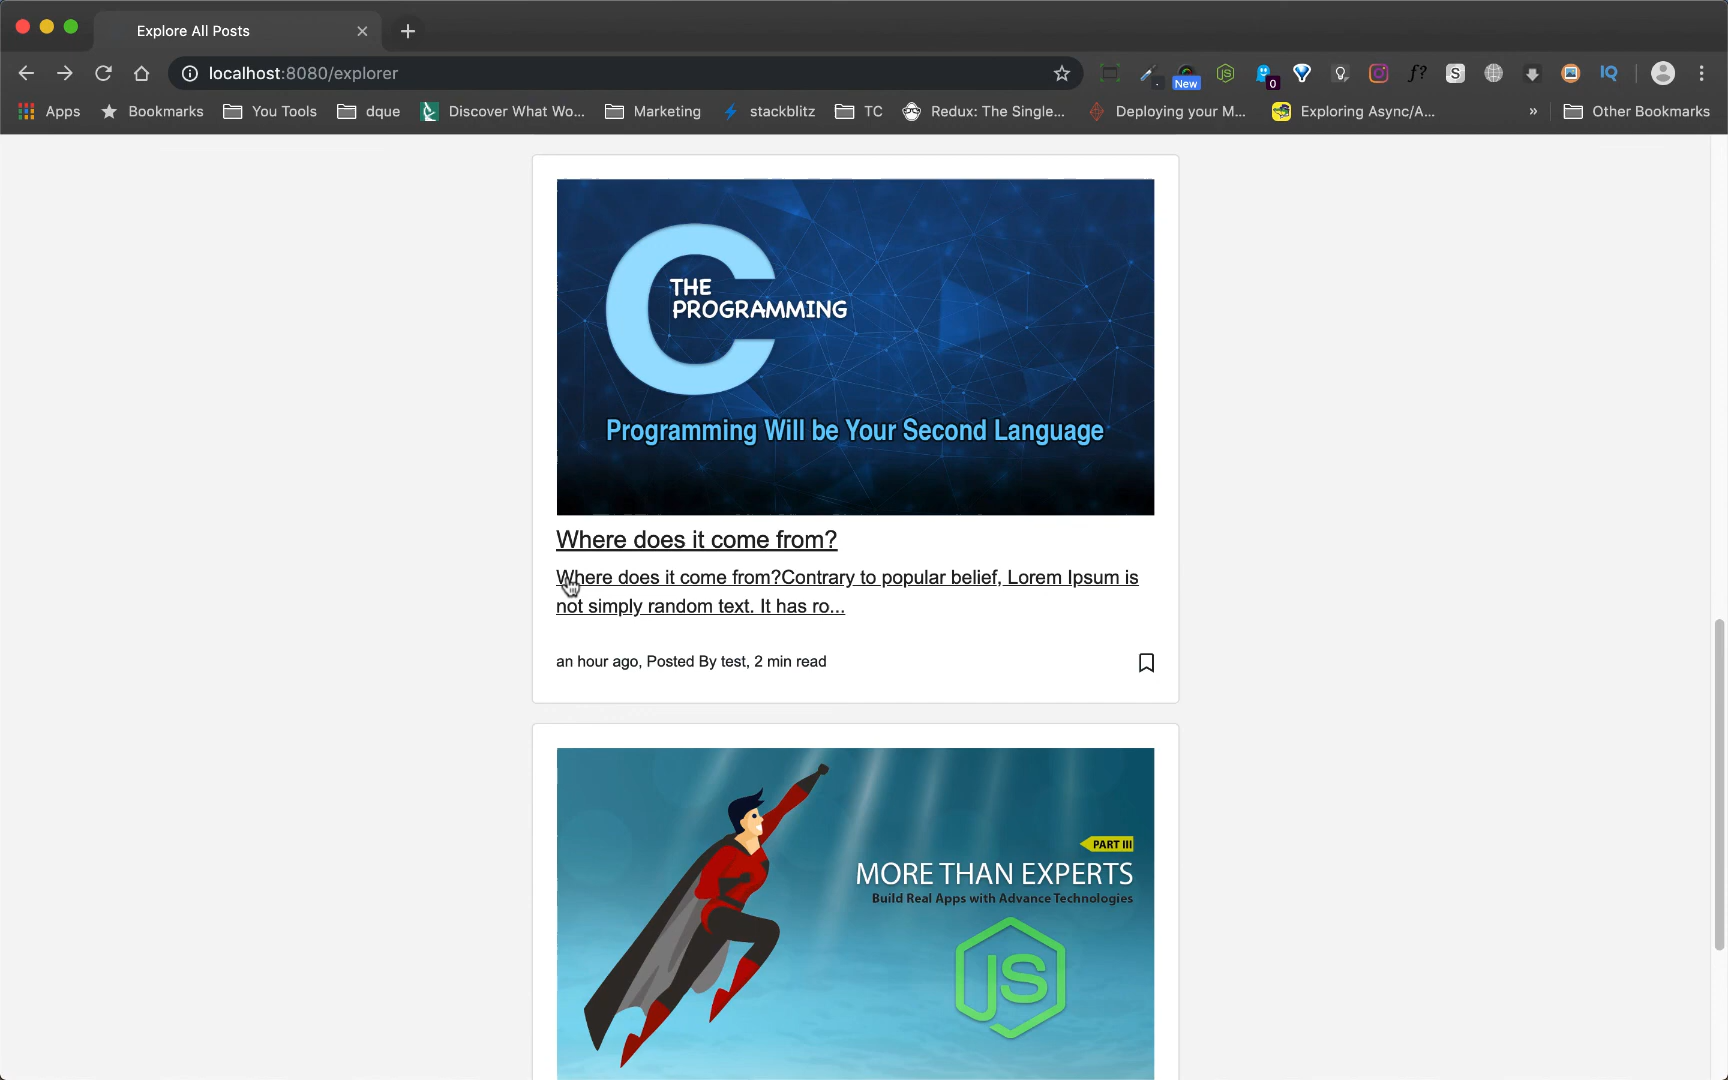 Explore All Posts
localhost:8080/explorer
New
0
f?
S
IQ
Apps
Bookmarks
You Tools
dque
Discover What Wo...
Marketing
stackblitz
TC
Redux: The Single...
Deploying your M...
Exploring Async/A...
»
Other Bookmarks
C
THE
PROGRAMMING
Programming Will be Your Second Language
Where does it come from?
Where does it come from?Contrary to popular belief, Lorem Ipsum is
not simply random text. It has ro...
an hour ago, Posted By test, 2 min read
PART III
MORE THAN EXPERTS
Build Real Apps with Advance Technologies
JS